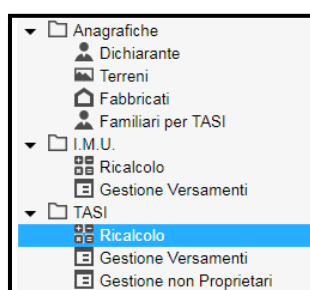 Anagrafiche
Dichiarante
Terreni
Fabbricati
Familiari per TASI
I.M.U.
Ricalcolo
Gestione Versamenti
TASI
Ricalcolo
Gestione Versamenti
Gestione non Proprietari